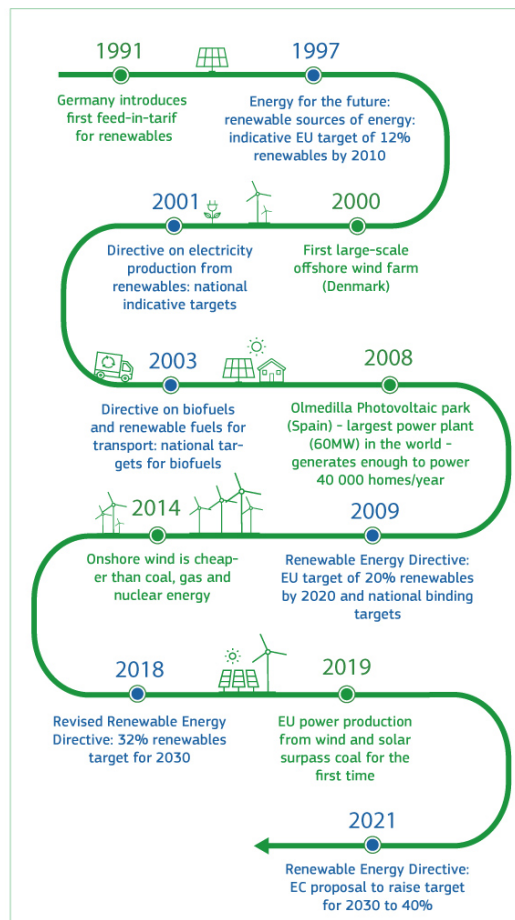 1991
Germany introduces
first feed-in-tarif
for renewables
1997
Energy for the future:
renewable sources of energy:
indicative EU target of 12%
renewables by 2010
2000
First large-scale
offshore wind farm
(Denmark)
2001
Directive on electricity
production from
renewables: national
indicative targets
2003
Directive on biofuels
and renewable fuels for
transport: national tar-
gets for biofuels
2008
Olmedilla Photovoltaic park
(Spain) - largest power plant
(60MW) in the world -
generates enough to power
40 000 homes/year
2009
Renewable Energy Directive:
EU target of 20% renewables
by 2020 and national binding
targets
2014
Onshore wind is cheap-
er than coal, gas and
nuclear energy
2018
Revised Renewable Energy
Directive: 32% renewables
target for 2030
2019
EU power production
from wind and solar
surpass coal for the
first time
2021
Renewable Energy Directive:
EC proposal to raise target
for 2030 to 40%